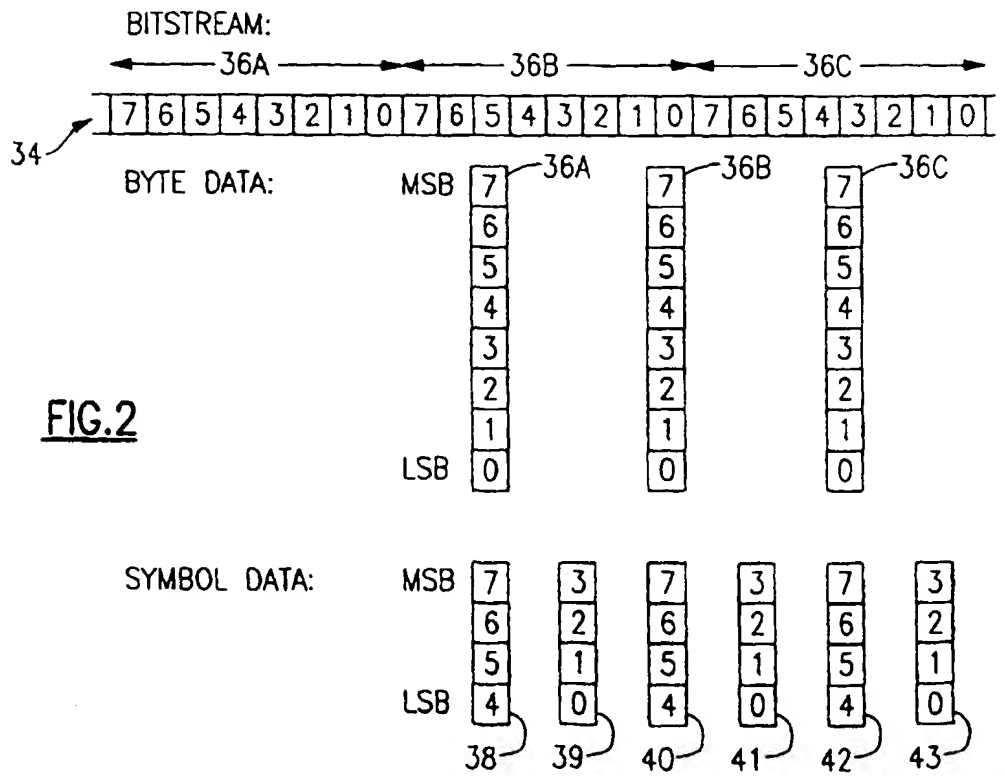 BITSTREAM:
36A 36B 36C
7 6 5 4 3 2 1 0 7 6 5 4 3 2 1 0 7 6 5 4 3 2 1 0
34
BYTE DATA: MSB 7 36A 7 36B 7 36C
6 6 6
5 5 5
4 4 4
3 3 3
2 2 2
FIG.2
1 1 1
LSB 0 0 0
SYMBOL DATA: MSB 7 3 7 3 7 3
6 2 6 2 6 2
5 1 5 1 5 1
LSB 4 0 4 0 4 0
38 39 40 41 42 43